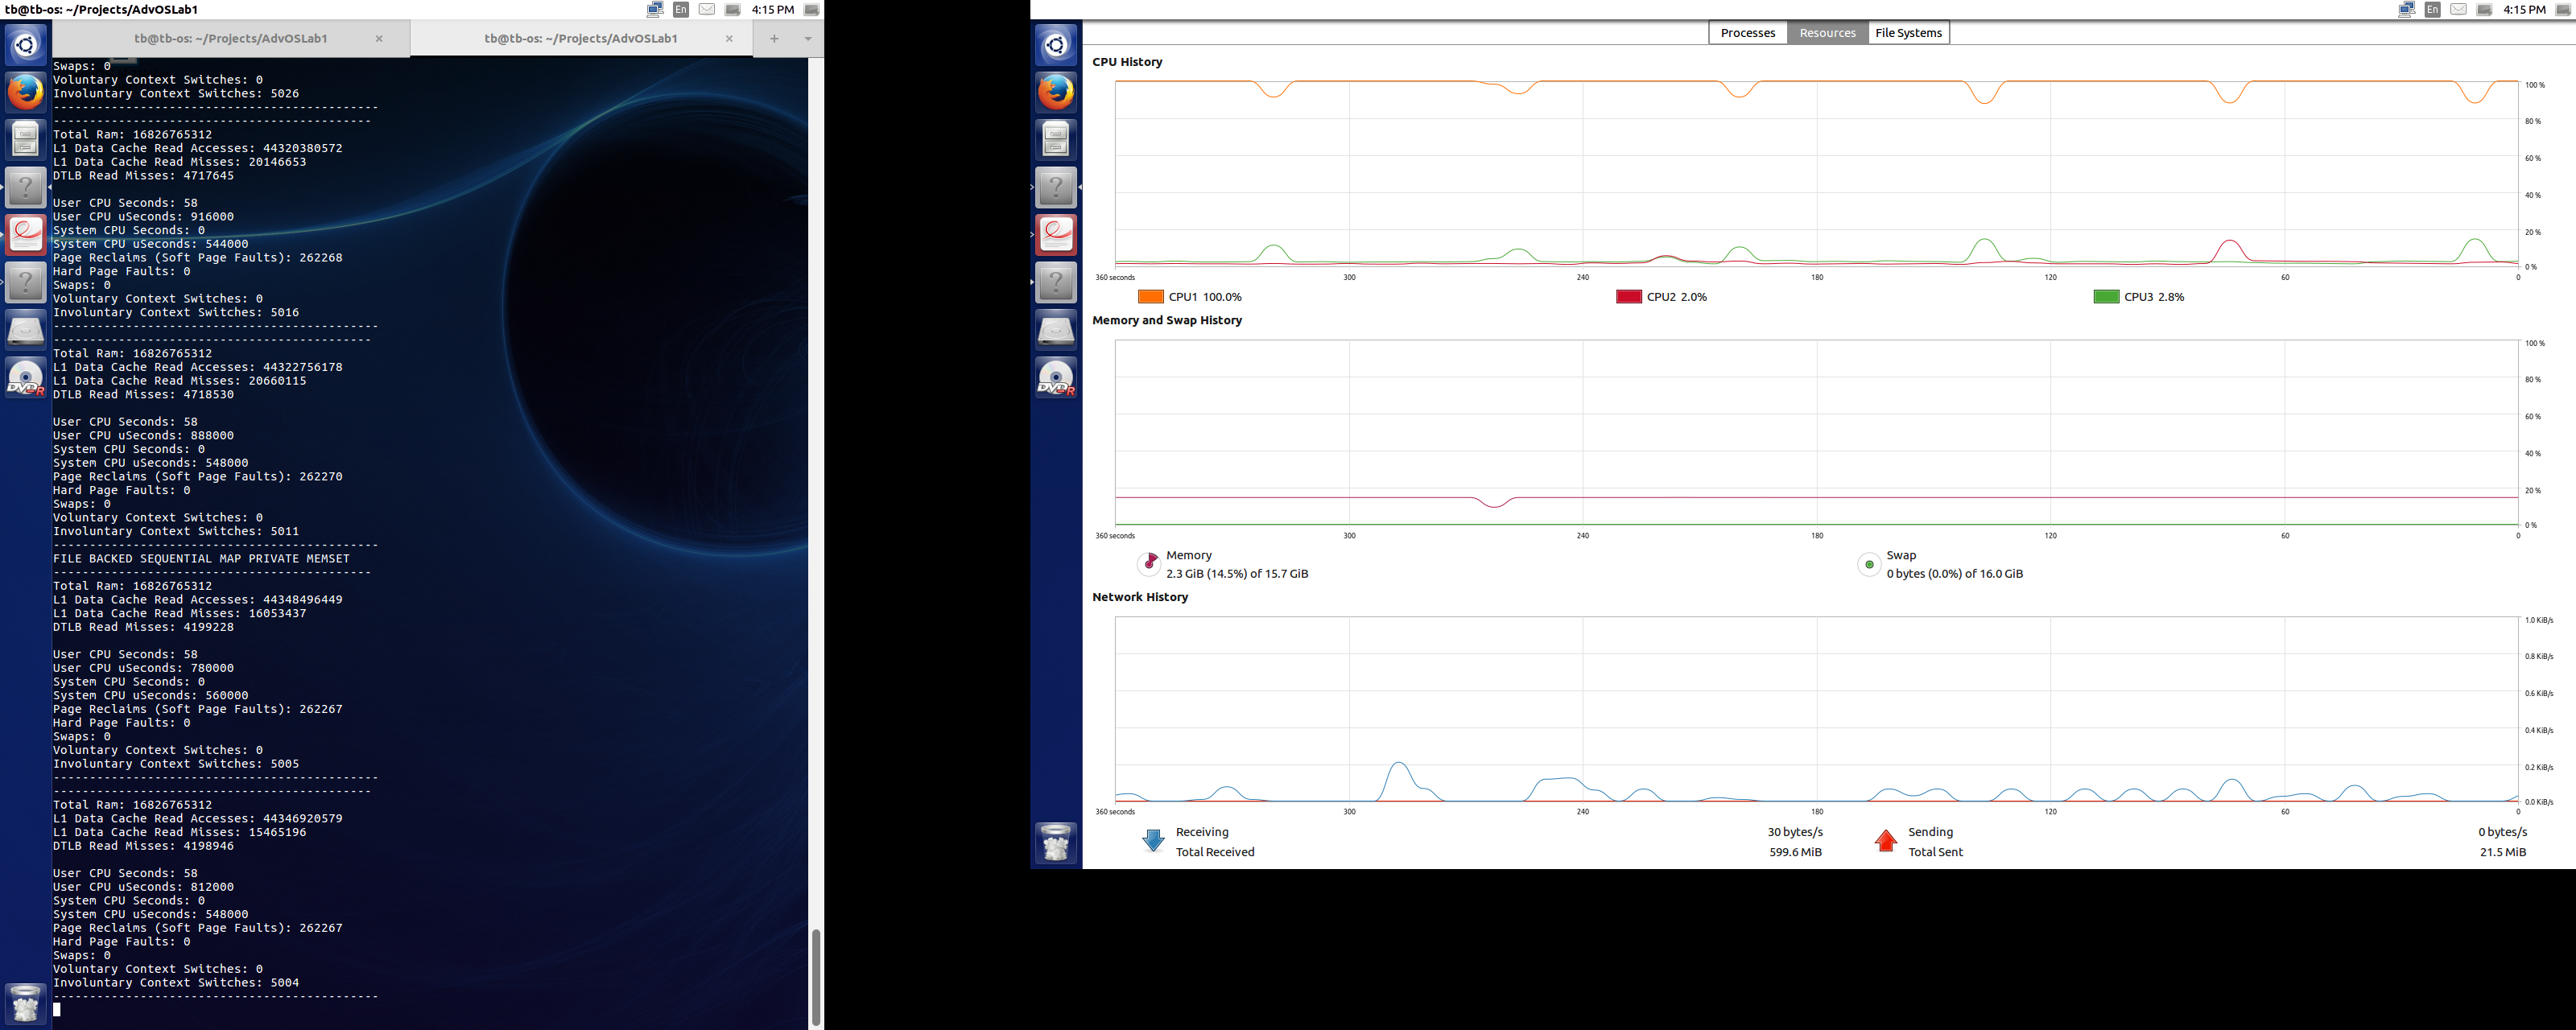 tb@tb-os: ~/Projects/AdvOSLab1
En
4:15 PM
tb@tb-os: ~/Projects/AdvOSLab1 × tb@tb-os: ~/Projects/AdvOSLab1 × +
Swaps: 0
Voluntary Context Switches: 0
Involuntary Context Switches: 5026
---------------------------------------------
--------------------------------------------
Total Ram: 16826765312
L1 Data Cache Read Accesses: 44320380572
L1 Data Cache Read Misses: 20146653
DTLB Read Misses: 4717645
User CPU Seconds: 58
User CPU uSeconds: 916000
System CPU Seconds: 0
System CPU uSeconds: 544000
Page Reclaims (Soft Page Faults): 262268
Hard Page Faults: 0
Swaps: 0
Voluntary Context Switches: 0
Involuntary Context Switches: 5016
---------------------------------------------
--------------------------------------------
Total Ram: 16826765312
L1 Data Cache Read Accesses: 44322756178
L1 Data Cache Read Misses: 20660115
DTLB Read Misses: 4718530
User CPU Seconds: 58
User CPU uSeconds: 888000
System CPU Seconds: 0
System CPU uSeconds: 548000
Page Reclaims (Soft Page Faults): 262270
Hard Page Faults: 0
Swaps: 0
Voluntary Context Switches: 0
Involuntary Context Switches: 5011
---------------------------------------------
FILE BACKED SEQUENTIAL MAP PRIVATE MEMSET
--------------------------------------------
Total Ram: 16826765312
L1 Data Cache Read Accesses: 44348496449
L1 Data Cache Read Misses: 16053437
DTLB Read Misses: 4199228
User CPU Seconds: 58
User CPU uSeconds: 780000
System CPU Seconds: 0
System CPU uSeconds: 560000
Page Reclaims (Soft Page Faults): 262267
Hard Page Faults: 0
Swaps: 0
Voluntary Context Switches: 0
Involuntary Context Switches: 5005
---------------------------------------------
--------------------------------------------
Total Ram: 16826765312
L1 Data Cache Read Accesses: 44346920579
L1 Data Cache Read Misses: 15465196
DTLB Read Misses: 4198946
User CPU Seconds: 58
User CPU uSeconds: 812000
System CPU Seconds: 0
System CPU uSeconds: 548000
Page Reclaims (Soft Page Faults): 262267
Hard Page Faults: 0
Swaps: 0
Voluntary Context Switches: 0
Involuntary Context Switches: 5004
---------------------------------------------
DVD R
En
4:15 PM
Processes Resources File Systems
CPU History
100 %
80 %
60 %
40 %
20 %
0 %
360 seconds 300 240 180 120 60 0
CPU1 100.0% CPU2 2.0% CPU3 2.8%
Memory and Swap History
100 %
80 %
60 %
40 %
20 %
0 %
360 seconds 300 240 180 120 60 0
Memory
2.3 GiB (14.5%) of 15.7 GiB
Swap
0 bytes (0.0%) of 16.0 GiB
Network History
1.0 KiB/s
0.8 KiB/s
0.6 KiB/s
0.4 KiB/s
0.2 KiB/s
0.0 KiB/s
360 seconds 300 240 180 120 60 0
Receiving 30 bytes/s
Total Received 599.6 MiB
Sending 0 bytes/s
Total Sent 21.5 MiB
DVD R